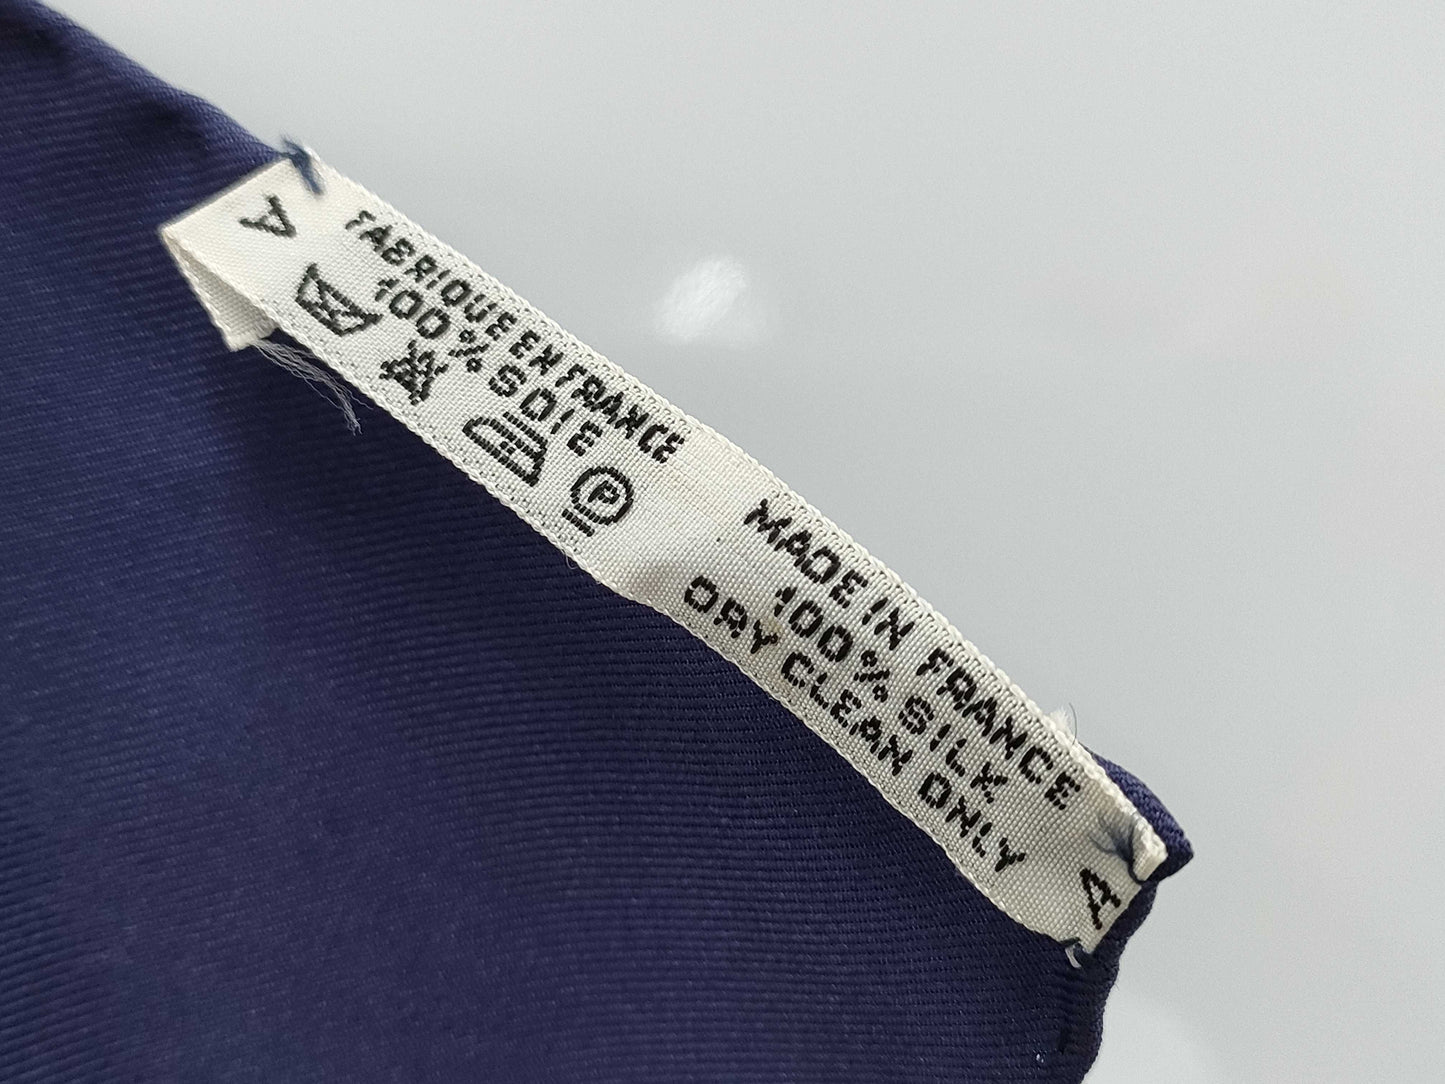 A
FABRIQUE EN FRANCE
100% SOIE
P
MADE IN FRANCE
100% SILK
DRY CLEAN ONLY
A